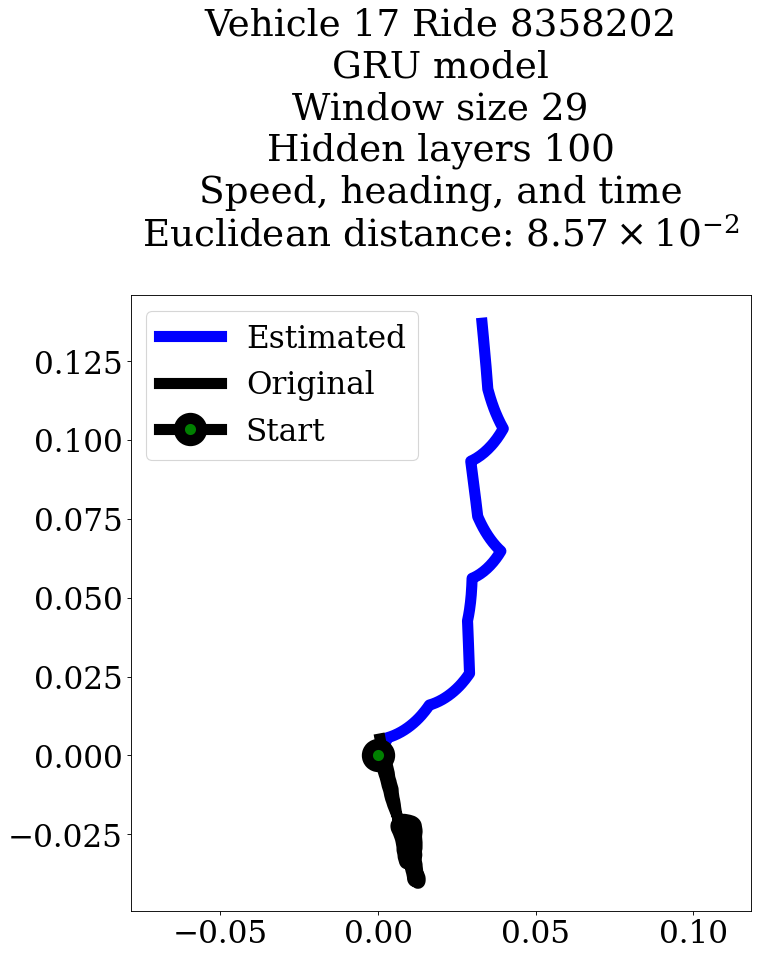 Vehicle 17 Ride 8358202
GRU model
Window size 29
Hidden layers 100
Speed, heading, and time
Euclidean distance: 8.57 × 10⁻²
Estimated
Original
Start
0.125
0.100
0.075
0.050
0.025
0.000
−0.025
−0.05 0.00 0.05 0.10